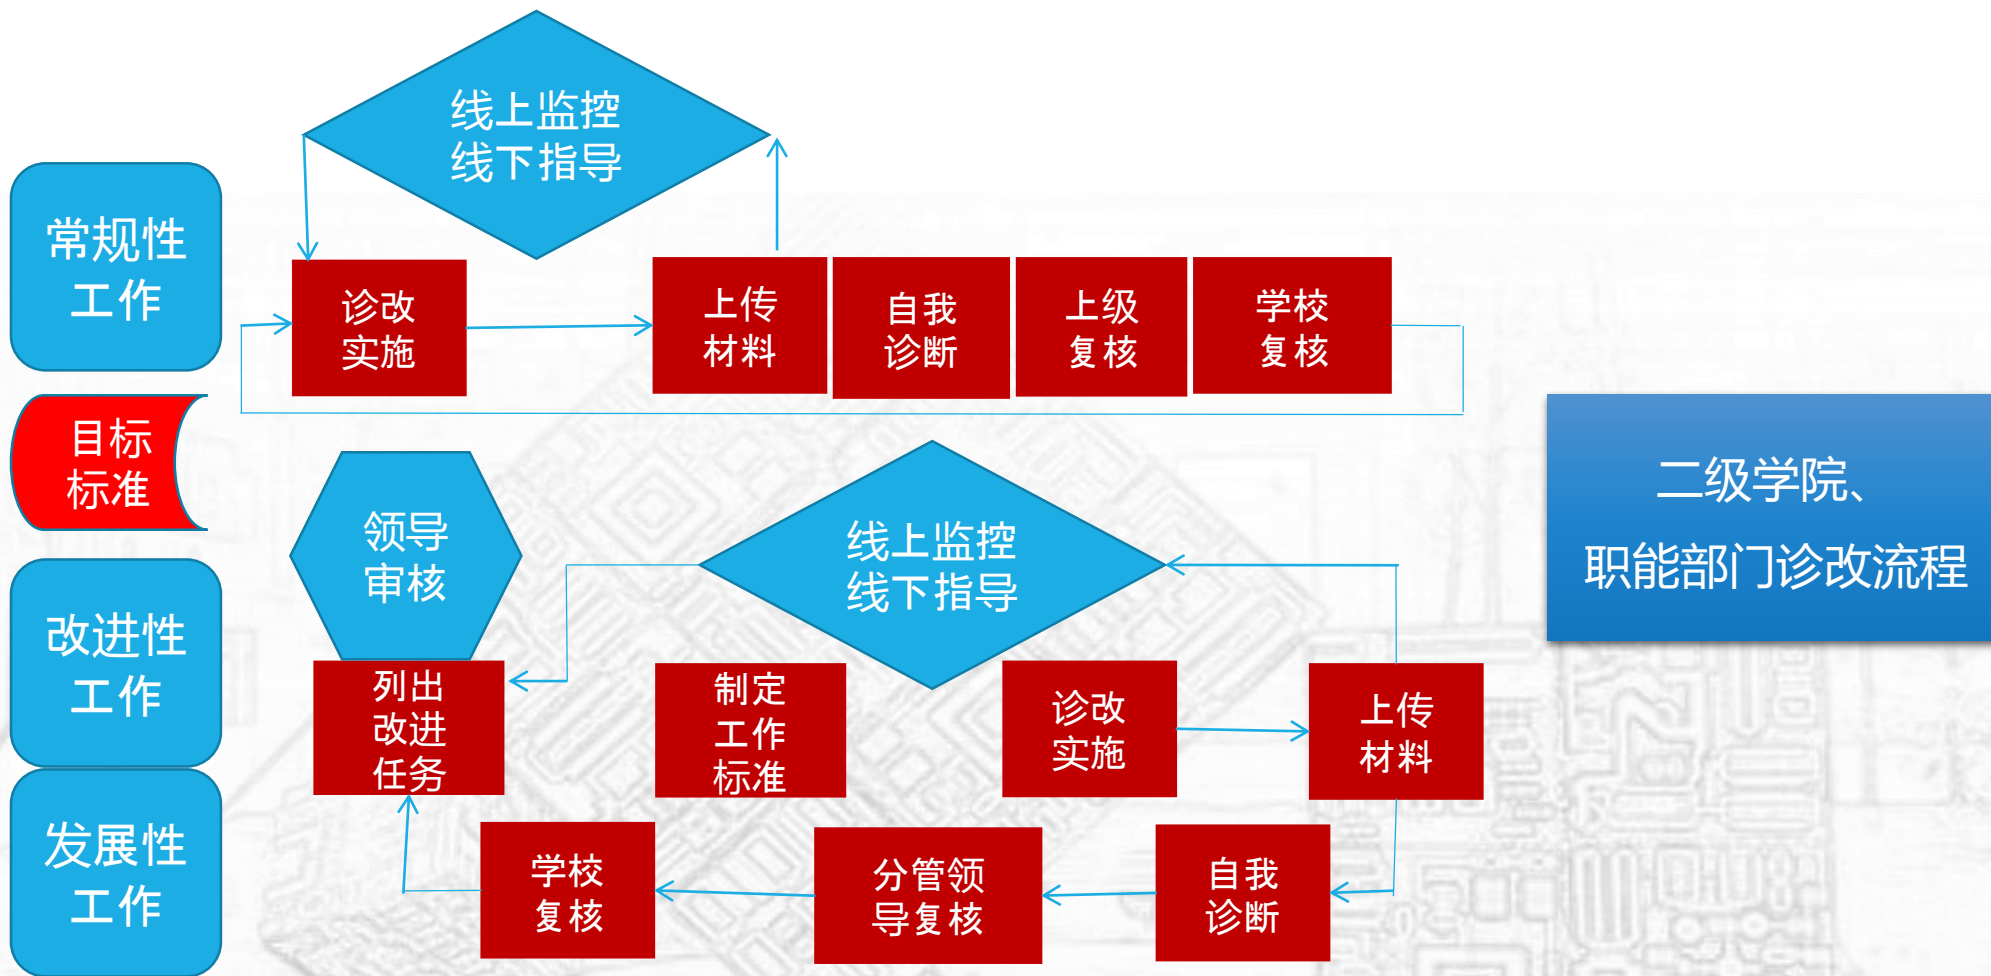 线上监控
线下指导
常规性
工作
诊改
实施
上传
材料
自我
诊断
上级
复核
学校
复核
目标
标准
领导
审核
线上监控
线下指导
二级学院、
职能部门诊改流程
改进性
工作
列出
改进
任务
制定
工作
标准
诊改
实施
上传
材料
发展性
工作
学校
复核
分管领
导复核
自我
诊断